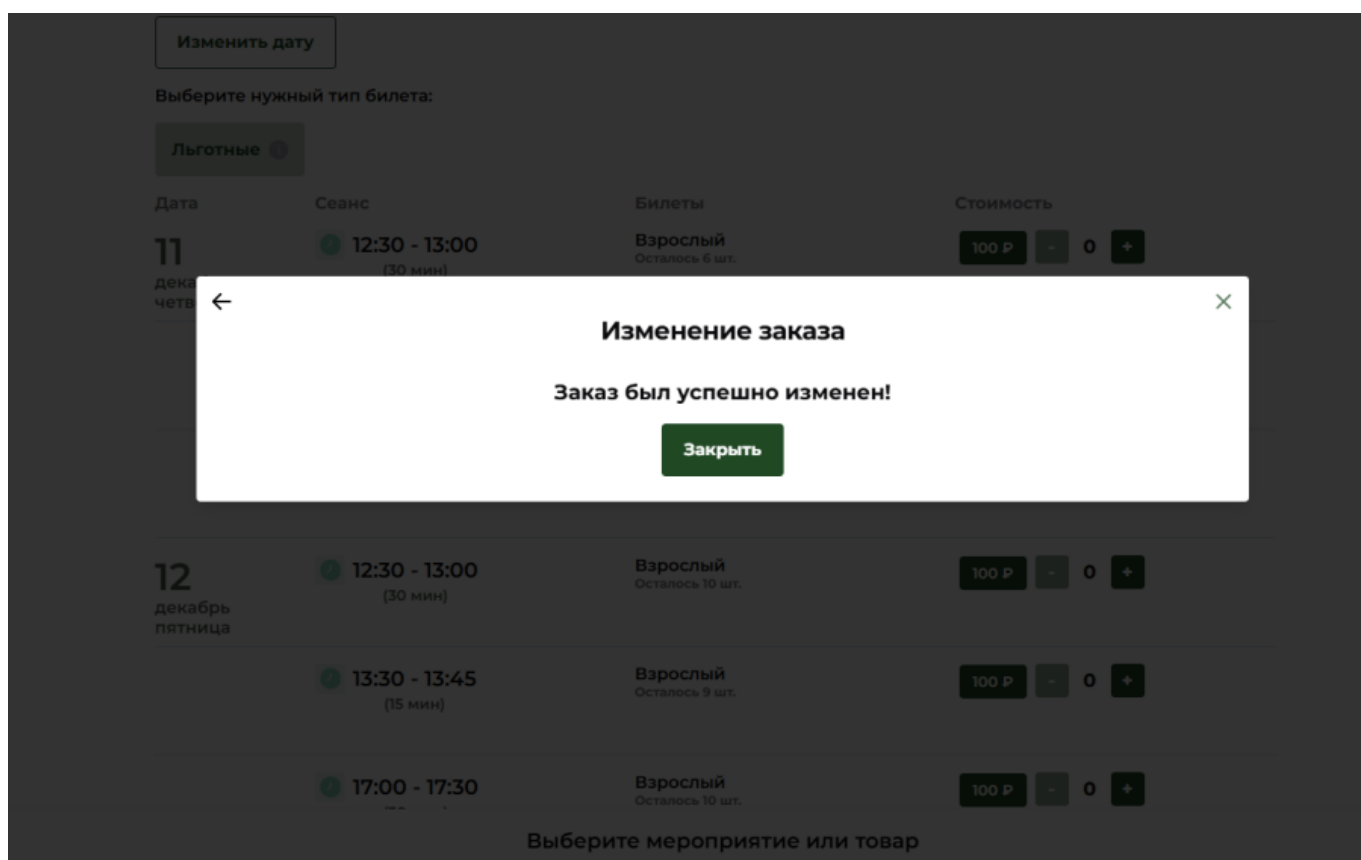 Изменить дату
Выберите нужный тип билета:
Льготные
Дата Сеанс Билеты Стоимость
11 12:30 - 13:00 Взрослый 100 ₽ - 0 +
Осталось 6 шт.
(30 мин)
дека
четв
←
×
Изменение заказа
Заказ был успешно изменен!
Закрыть
12 12:30 - 13:00 Взрослый 100 ₽ - 0 +
Осталось 10 шт.
(30 мин)
декабрь
пятница
13:30 - 13:45 Взрослый 100 ₽ - 0 +
Осталось 9 шт.
(15 мин)
17:00 - 17:30 Взрослый 100 ₽ - 0 +
Осталось 10 шт.
Выберите мероприятие или товар